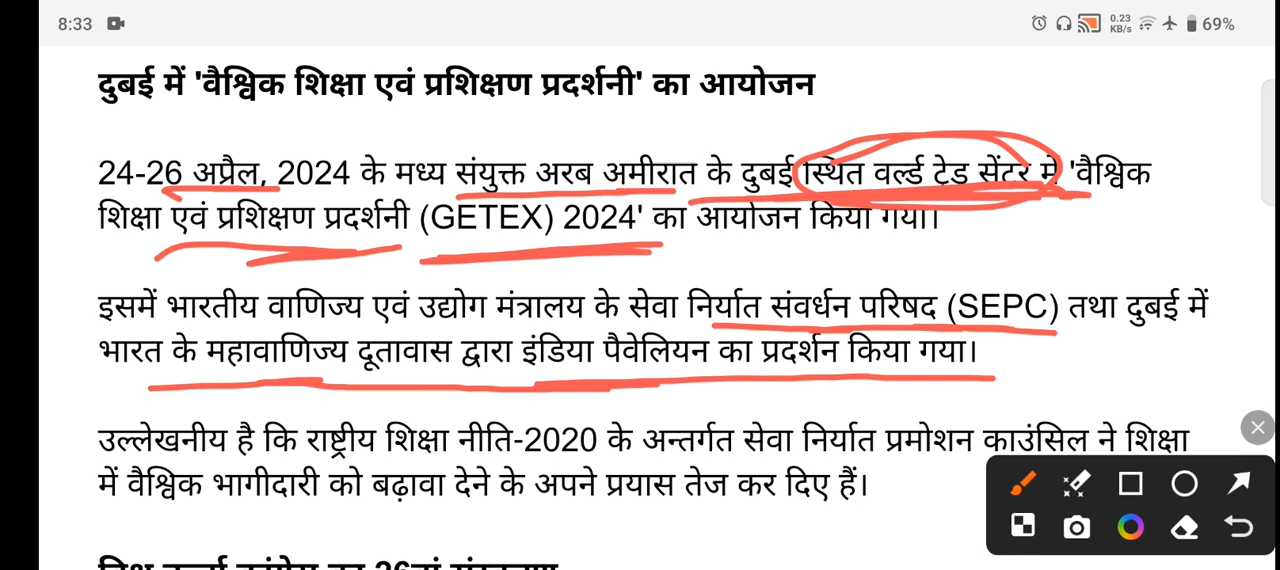 8:33
0.23
KB/s
69%
दुबई में 'वैश्विक शिक्षा एवं प्रशिक्षण प्रदर्शनी' का आयोजन
24-26 अप्रैल, 2024 के मध्य संयुक्त अरब अमीरात के दुबई स्थित वर्ल्ड टेड सेंटर में 'वैश्विक
शिक्षा एवं प्रशिक्षण प्रदर्शनी (GETEX) 2024' का आयोजन किया गया।
इसमें भारतीय वाणिज्य एवं उद्योग मंत्रालय के सेवा निर्यात संवर्धन परिषद (SEPC) तथा दुबई में
भारत के महावाणिज्य दूतावास द्वारा इंडिया पैवेलियन का प्रदर्शन किया गया।
उल्लेखनीय है कि राष्ट्रीय शिक्षा नीति-2020 के अन्तर्गत सेवा निर्यात प्रमोशन काउंसिल ने शिक्षा
में वैश्विक भागीदारी को बढ़ावा देने के अपने प्रयास तेज कर दिए हैं।